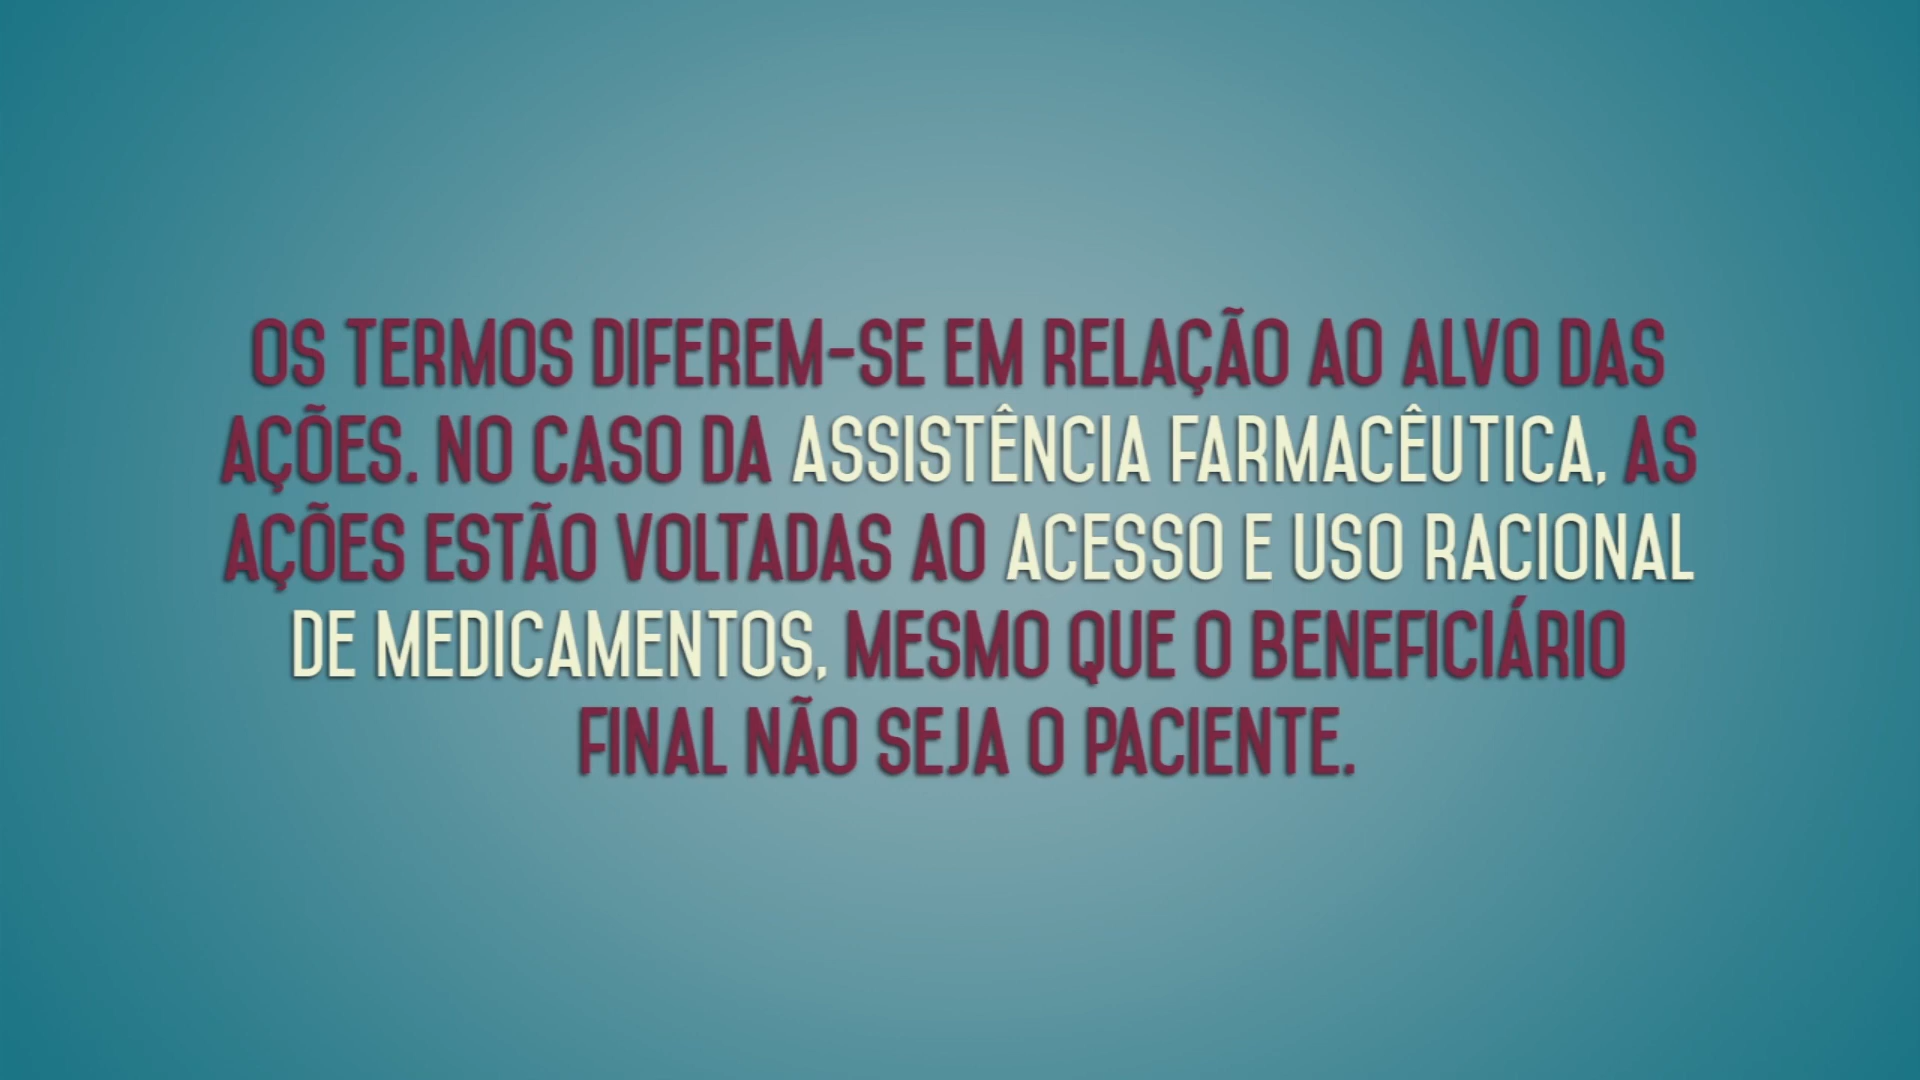 OS TERMOS DIFEREM-SE EM RELAÇÃO AO ALVO DAS
AÇÕES. NO CASO DA ASSISTÊNCIA FARMACÊUTICA, AS
AÇÕES ESTÃO VOLTADAS AO ACESSO E USO RACIONAL
DE MEDICAMENTOS, MESMO QUE O BENEFICIÁRIO
FINAL NÃO SEJA O PACIENTE.